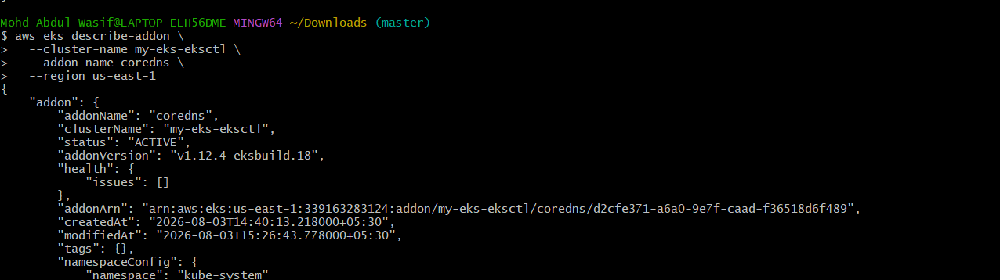 Mohd Abdul Wasif@LAPTOP-ELH56DME MINGW64 ~/Downloads (master)
$ aws eks describe-addon \
>   --cluster-name my-eks-eksctl \
>   --addon-name coredns \
>   --region us-east-1
{
    "addon": {
        "addonName": "coredns",
        "clusterName": "my-eks-eksctl",
        "status": "ACTIVE",
        "addonVersion": "v1.12.4-eksbuild.18",
        "health": {
            "issues": []
        },
        "addonArn": "arn:aws:eks:us-east-1:339163283124:addon/my-eks-eksctl/coredns/d2cfe371-a6a0-9e7f-caad-f36518d6f489",
        "createdAt": "2026-08-03T14:40:13.218000+05:30",
        "modifiedAt": "2026-08-03T15:26:43.778000+05:30",
        "tags": {},
        "namespaceConfig": {
            "namespace": "kube-system"